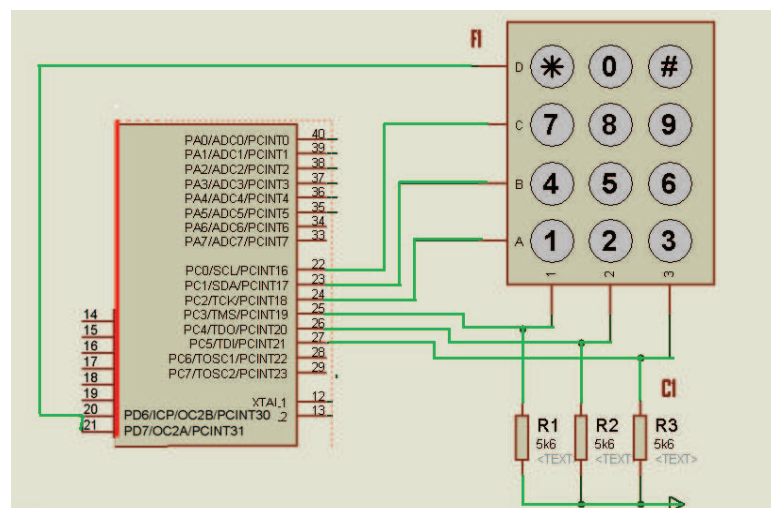 F1
D * 0 #
C 7 8 9
B 4 5 6
A 1 2 3
1 2 3
PA0/ADC0/PCINT0 40
PA1/ADC1/PCINT1 39
PA2/ADC2/PCINT2 38
PA3/ADC3/PCINT3 37
PA4/ADC4/PCINT4 36
PA5/ADC5/PCINT5 35
PA6/ADC6/PCINT6 34
PA7/ADC7/PCINT7 33
PC0/SCL/PCINT16 22
PC1/SDA/PCINT17 23
PC2/TCK/PCINT18 24
PC3/TMS/PCINT19 25
PC4/TDO/PCINT20 26
PC5/TDI/PCINT21 27
PC6/TOSC1/PCINT22 28
PC7/TOSC2/PCINT23 29
XTAL1 12
_2 13
14
15
16
17
18
19
20 PD6/ICP/OC2B/PCINT30
21 PD7/OC2A/PCINT31
C1
R1 R2 R3
5k6 5k6 5k6
<TEXT> <TEXT> <TEXT>